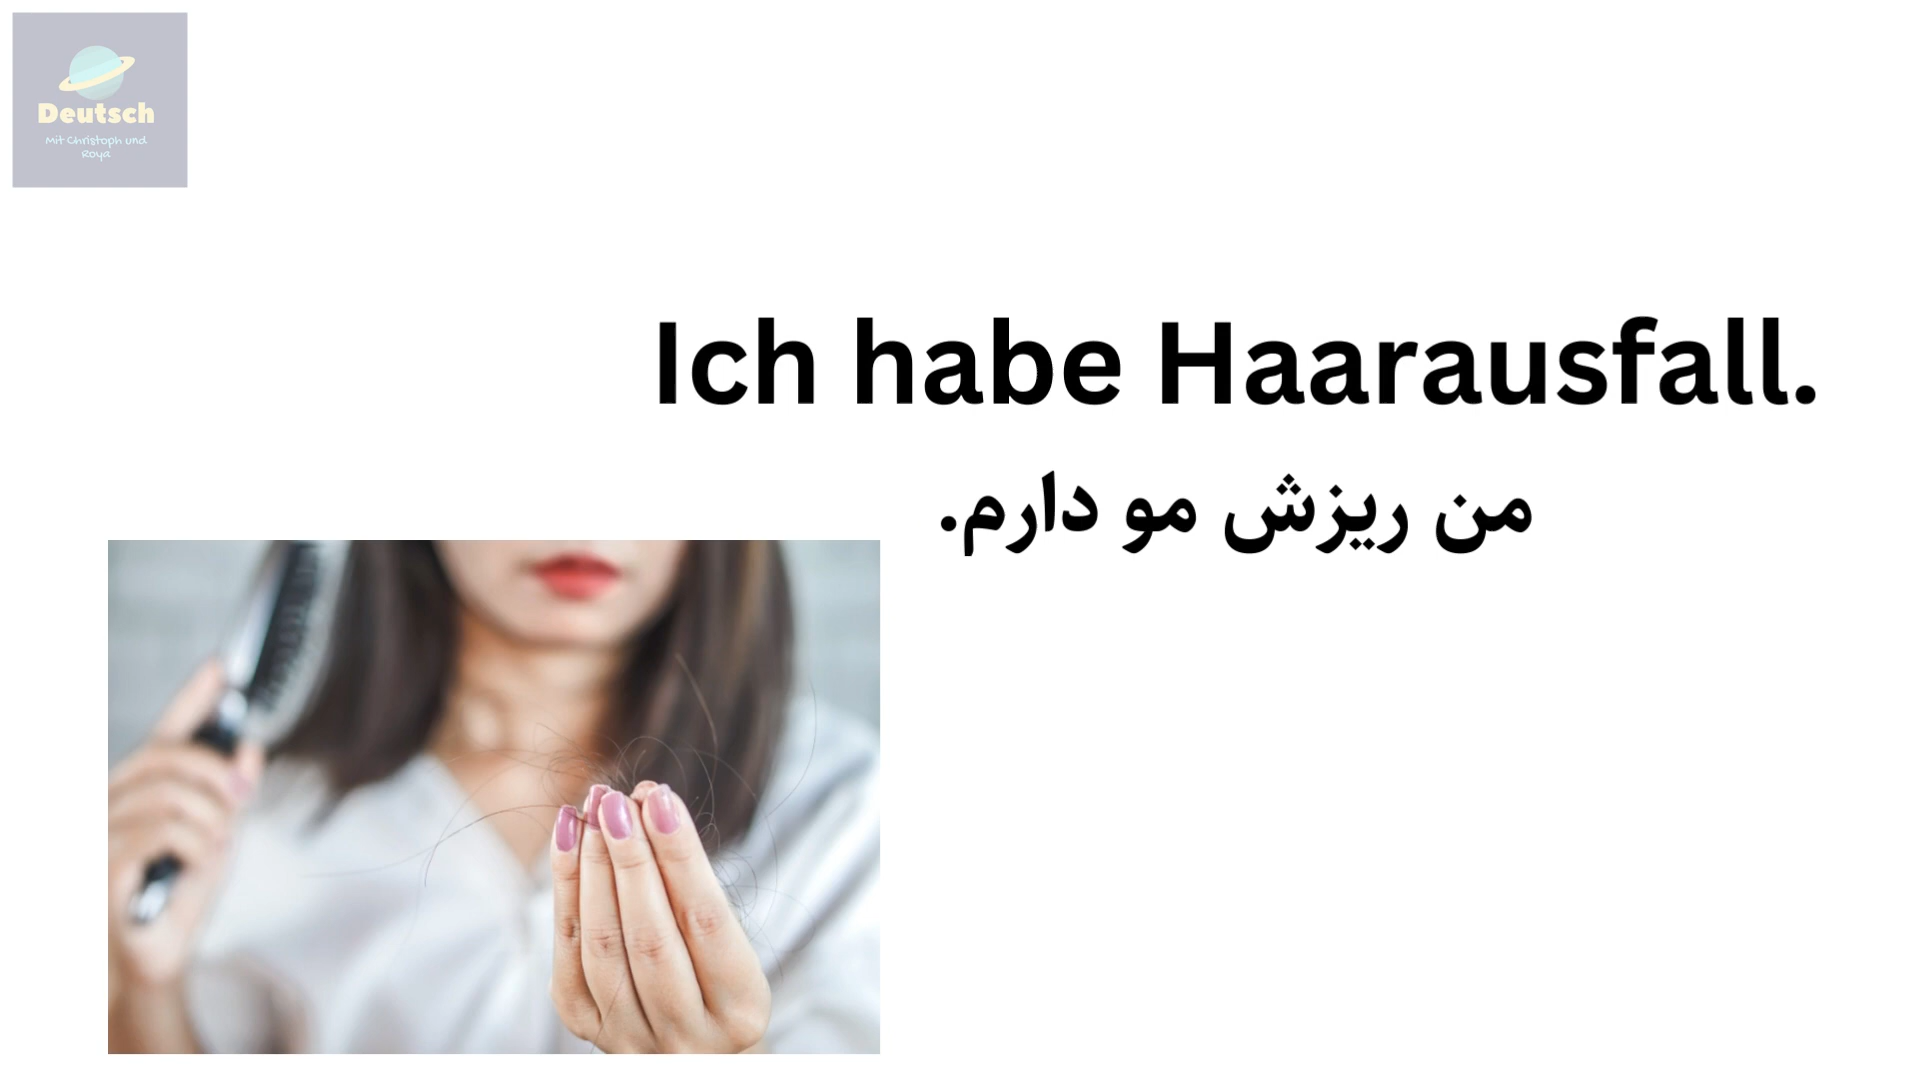 Deutsch
Mit Christoph und
Roya
Ich habe Haarausfall.
من ریزش مو دارم.